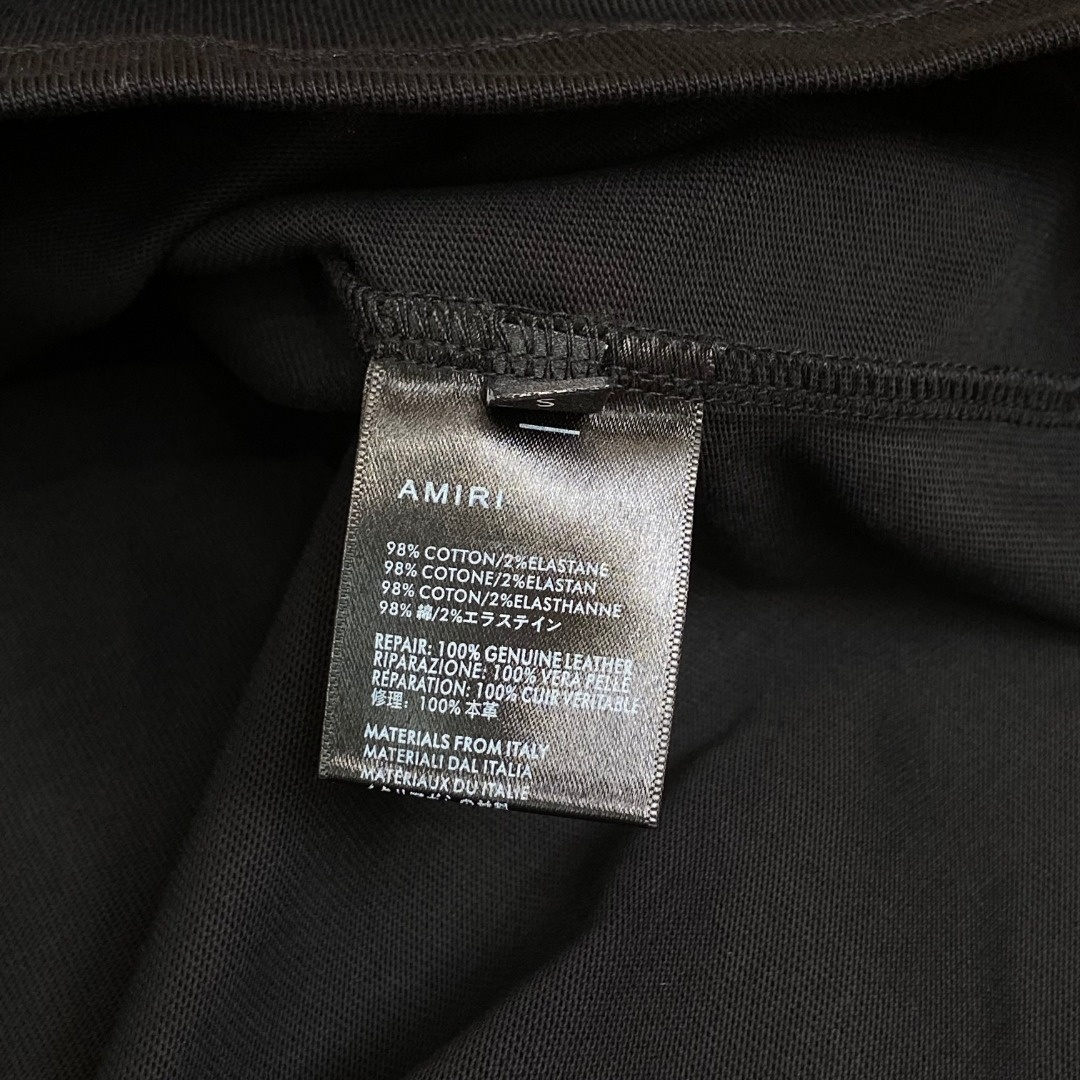 S
AMIRI
98% COTTON/2%ELASTANE
98% COTONE/2%ELASTAN
98% COTON/2%ELASTHANNE
98% 綿/2%エラステイン
REPAIR: 100% GENUINE LEATHER
RIPARAZIONE: 100% VERA PELLE
RÉPARATION: 100% CUIR VÉRITABLE
修理: 100% 本革
MATERIALS FROM ITALY
MATERIALI DAL ITALIA
MATÉRIAUX DU ITALIE